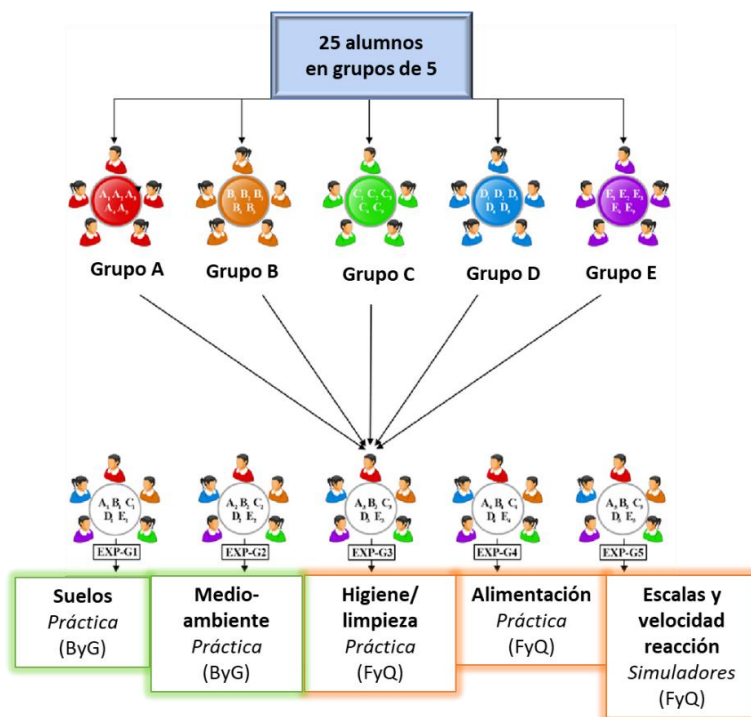 25 alumnos
en grupos de 5
Grupo A
Grupo B
Grupo C
Grupo D
Grupo E
EXP-G1
EXP-G2
EXP-G3
EXP-G4
EXP-G5
Suelos
Práctica
(ByG)
Medio-
ambiente
Práctica
(ByG)
Higiene/
limpieza
Práctica
(FyQ)
Alimentación
Práctica
(FyQ)
Escalas y
velocidad
reacción
Simuladores
(FyQ)